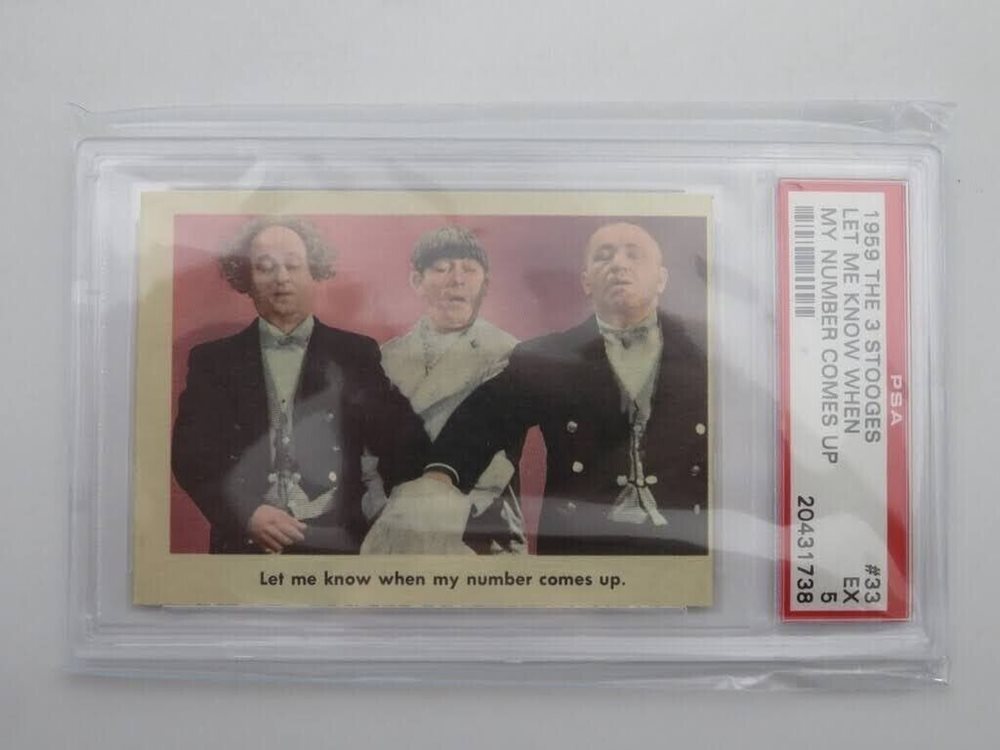 Let me know when my number comes up.
PSA
1959 THE 3 STOOGES #33
LET ME KNOW WHEN EX
MY NUMBER COMES UP 5
20431738